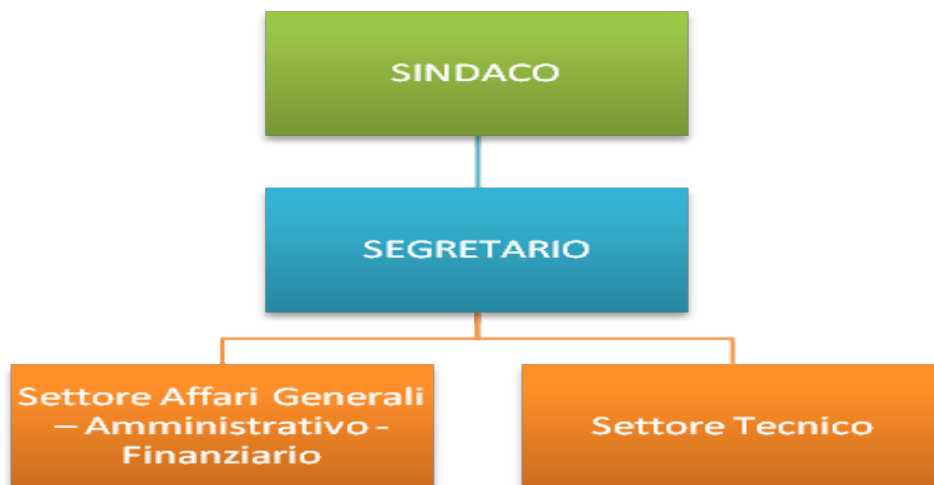 SINDACO
SEGRETARIO
Settore Affari Generali
– Amministrativo -
Finanziario
Settore Tecnico